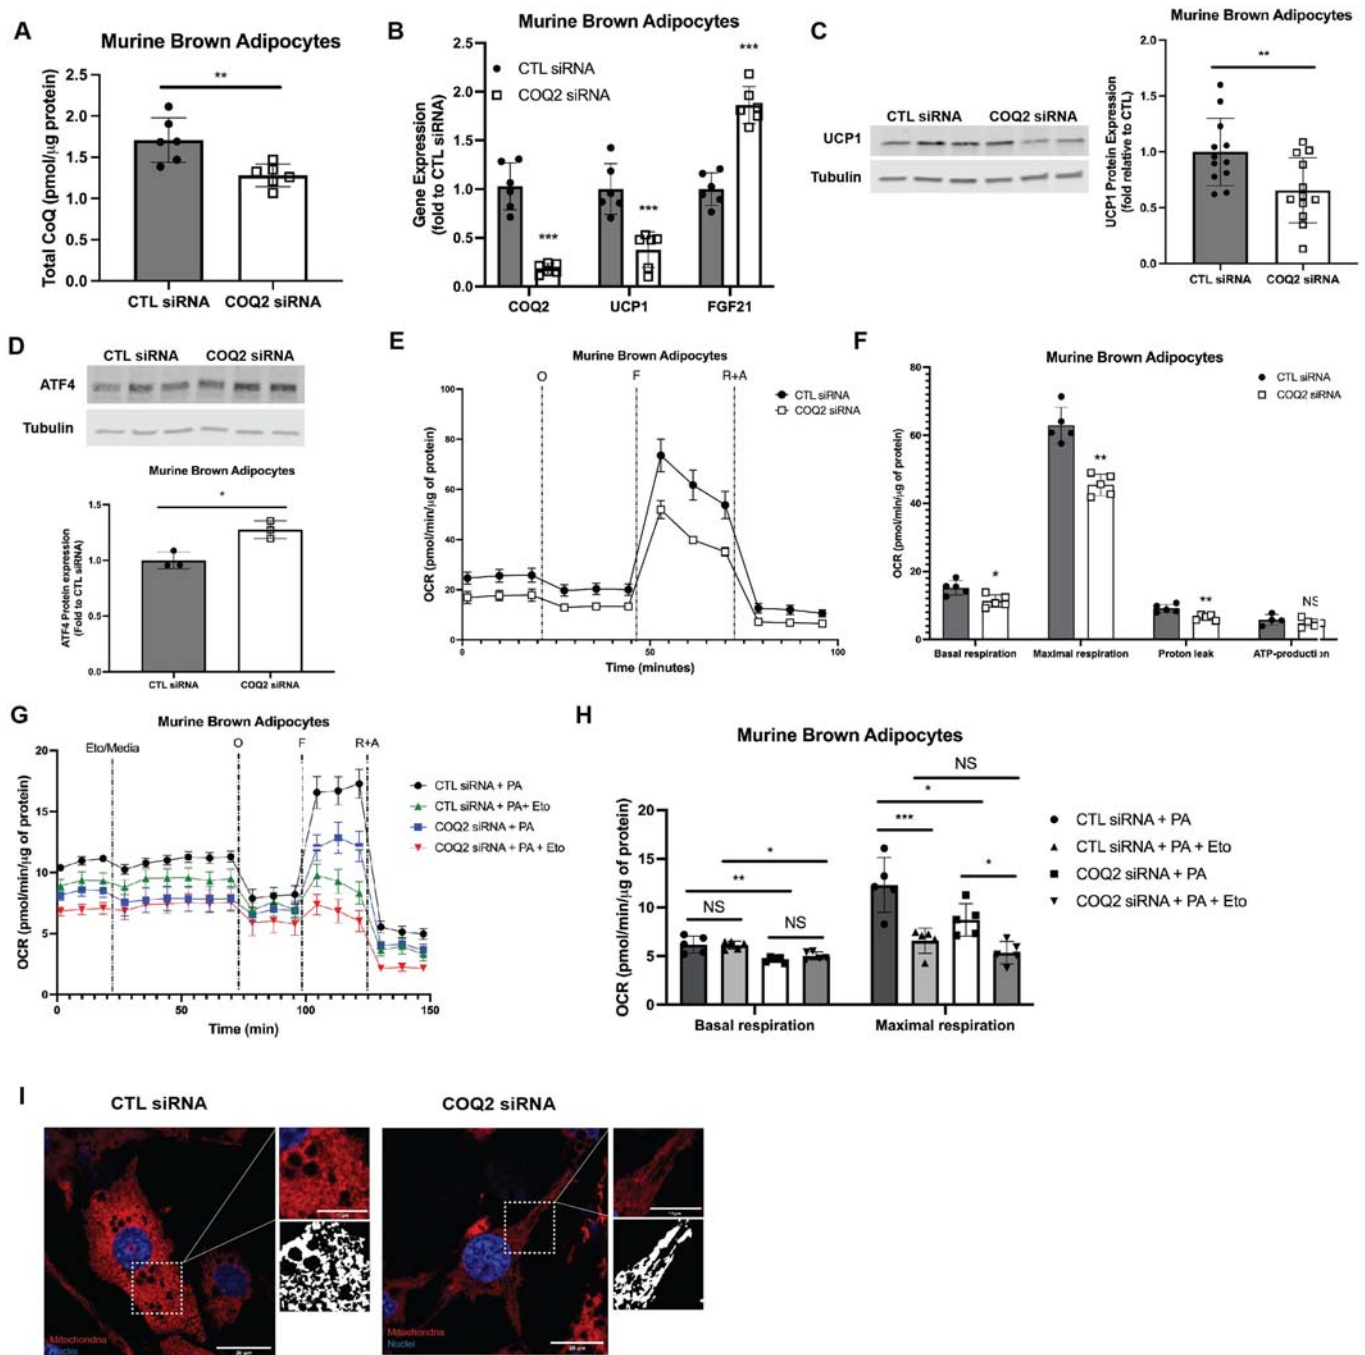 A
Murine Brown Adipocytes
Total CoQ (pmol/μg protein)
2.5
2.0
1.5
1.0
0.5
0.0
**
CTL siRNA
COQ2 siRNA
B
Murine Brown Adipocytes
Gene Expression
(fold to CTL siRNA)
2.5
2.0
1.5
1.0
0.5
0.0
CTL siRNA
COQ2 siRNA
***
***
***
COQ2
UCP1
FGF21
C
CTL siRNA
COQ2 siRNA
UCP1
Tubulin
Murine Brown Adipocytes
UCP1 Protein Expression
(fold relative to CTL)
2.0
1.5
1.0
0.5
0.0
**
CTL siRNA
COQ2 siRNA
D
CTL siRNA
COQ2 siRNA
ATF4
Tubulin
Murine Brown Adipocytes
ATF4 Protein expression
(Fold to CTL siRNA)
1.5
1.0
0.5
0.0
*
CTL siRNA
COQ2 siRNA
E
Murine Brown Adipocytes
O
F
R+A
OCR (pmol/min/μg of protein)
100
80
60
40
20
0
CTL siRNA
COQ2 siRNA
0
50
100
Time (minutes)
F
Murine Brown Adipocytes
CTL siRNA
COQ2 siRNA
OCR (pmol/min/μg of protein)
80
60
40
20
0
*
**
**
NS
Basal respiration
Maximal respiration
Proton leak
ATP-production
G
Murine Brown Adipocytes
Eto/Media
O
F
R+A
OCR (pmol/min/μg of protein)
20
15
10
5
0
0
50
100
150
Time (min)
CTL siRNA + PA
CTL siRNA + PA+ Eto
COQ2 siRNA + PA
COQ2 siRNA + PA + Eto
H
Murine Brown Adipocytes
OCR (pmol/min/μg of protein)
20
15
10
5
0
NS
**
*
NS
NS
*
***
*
Basal respiration
Maximal respiration
CTL siRNA + PA
CTL siRNA + PA + Eto
COQ2 siRNA + PA
COQ2 siRNA + PA + Eto
I
CTL siRNA
COQ2 siRNA
Mitochondria
Nuclei
Mitochondria
Nuclei